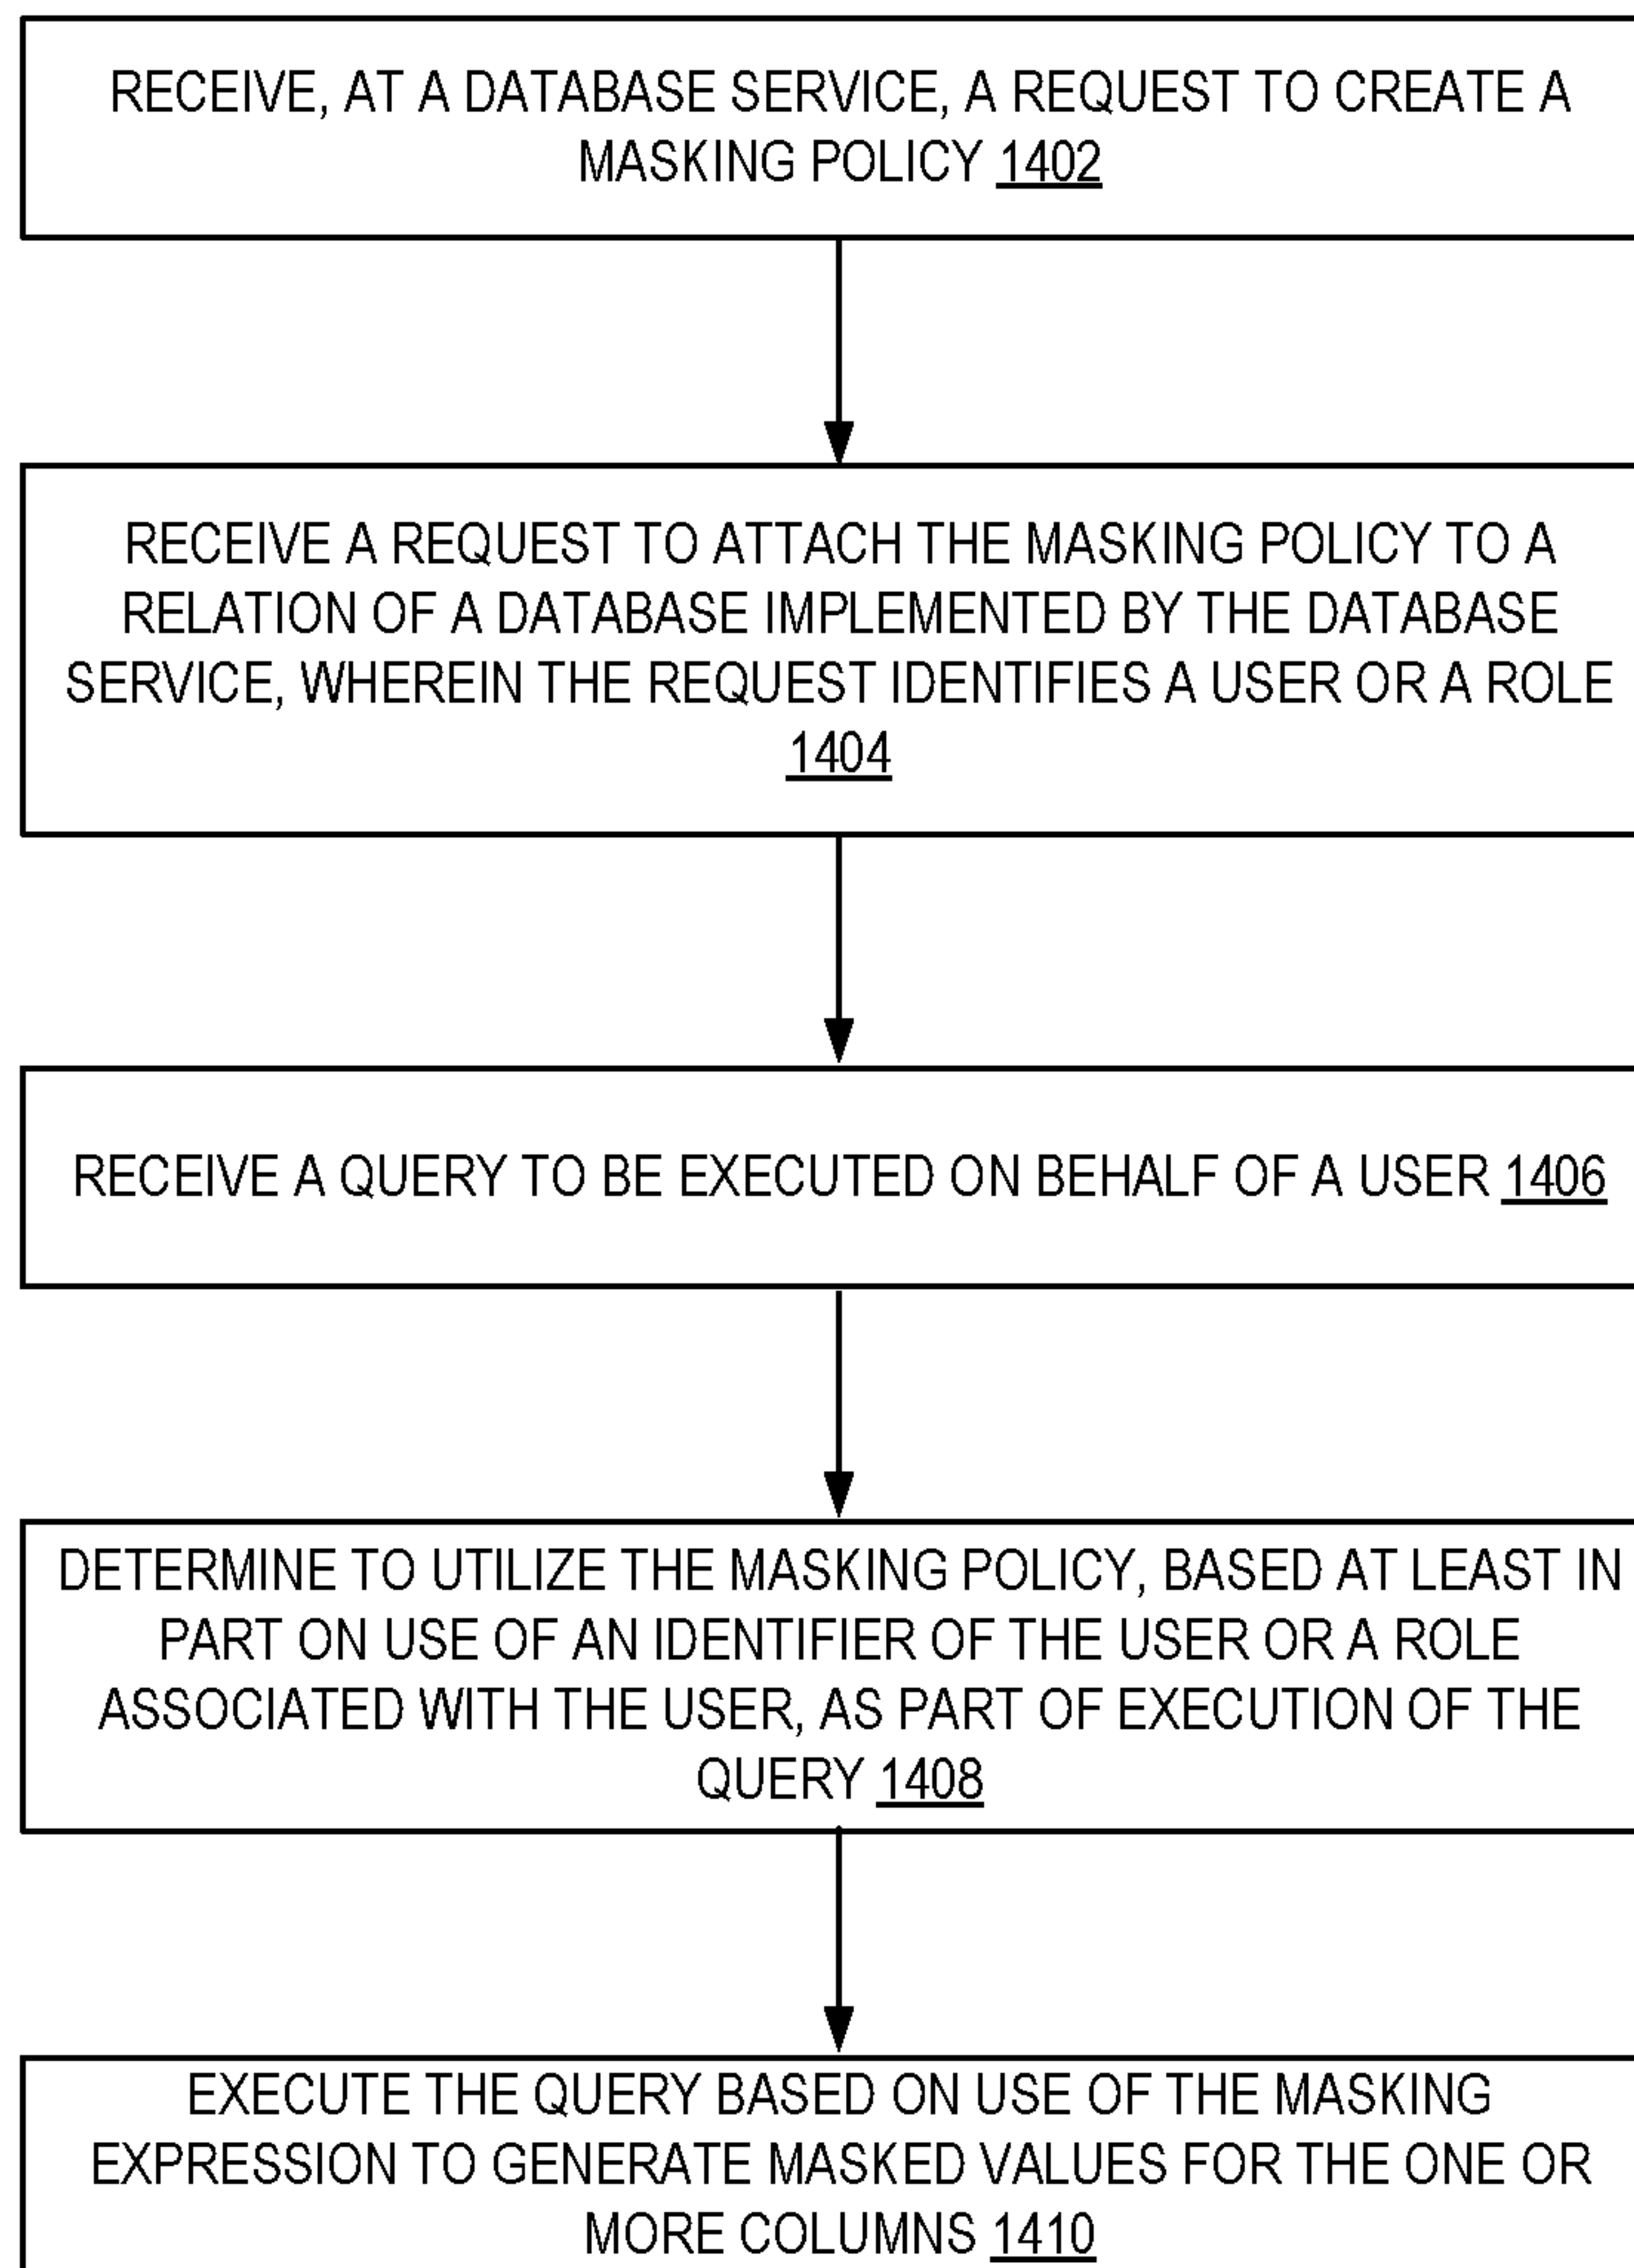 RECEIVE, AT A DATABASE SERVICE, A REQUEST TO CREATE A
MASKING POLICY 1402
RECEIVE A REQUEST TO ATTACH THE MASKING POLICY TO A
RELATION OF A DATABASE IMPLEMENTED BY THE DATABASE
SERVICE, WHEREIN THE REQUEST IDENTIFIES A USER OR A ROLE
1404
RECEIVE A QUERY TO BE EXECUTED ON BEHALF OF A USER 1406
DETERMINE TO UTILIZE THE MASKING POLICY, BASED AT LEAST IN
PART ON USE OF AN IDENTIFIER OF THE USER OR A ROLE
ASSOCIATED WITH THE USER, AS PART OF EXECUTION OF THE
QUERY 1408
EXECUTE THE QUERY BASED ON USE OF THE MASKING
EXPRESSION TO GENERATE MASKED VALUES FOR THE ONE OR
MORE COLUMNS 1410